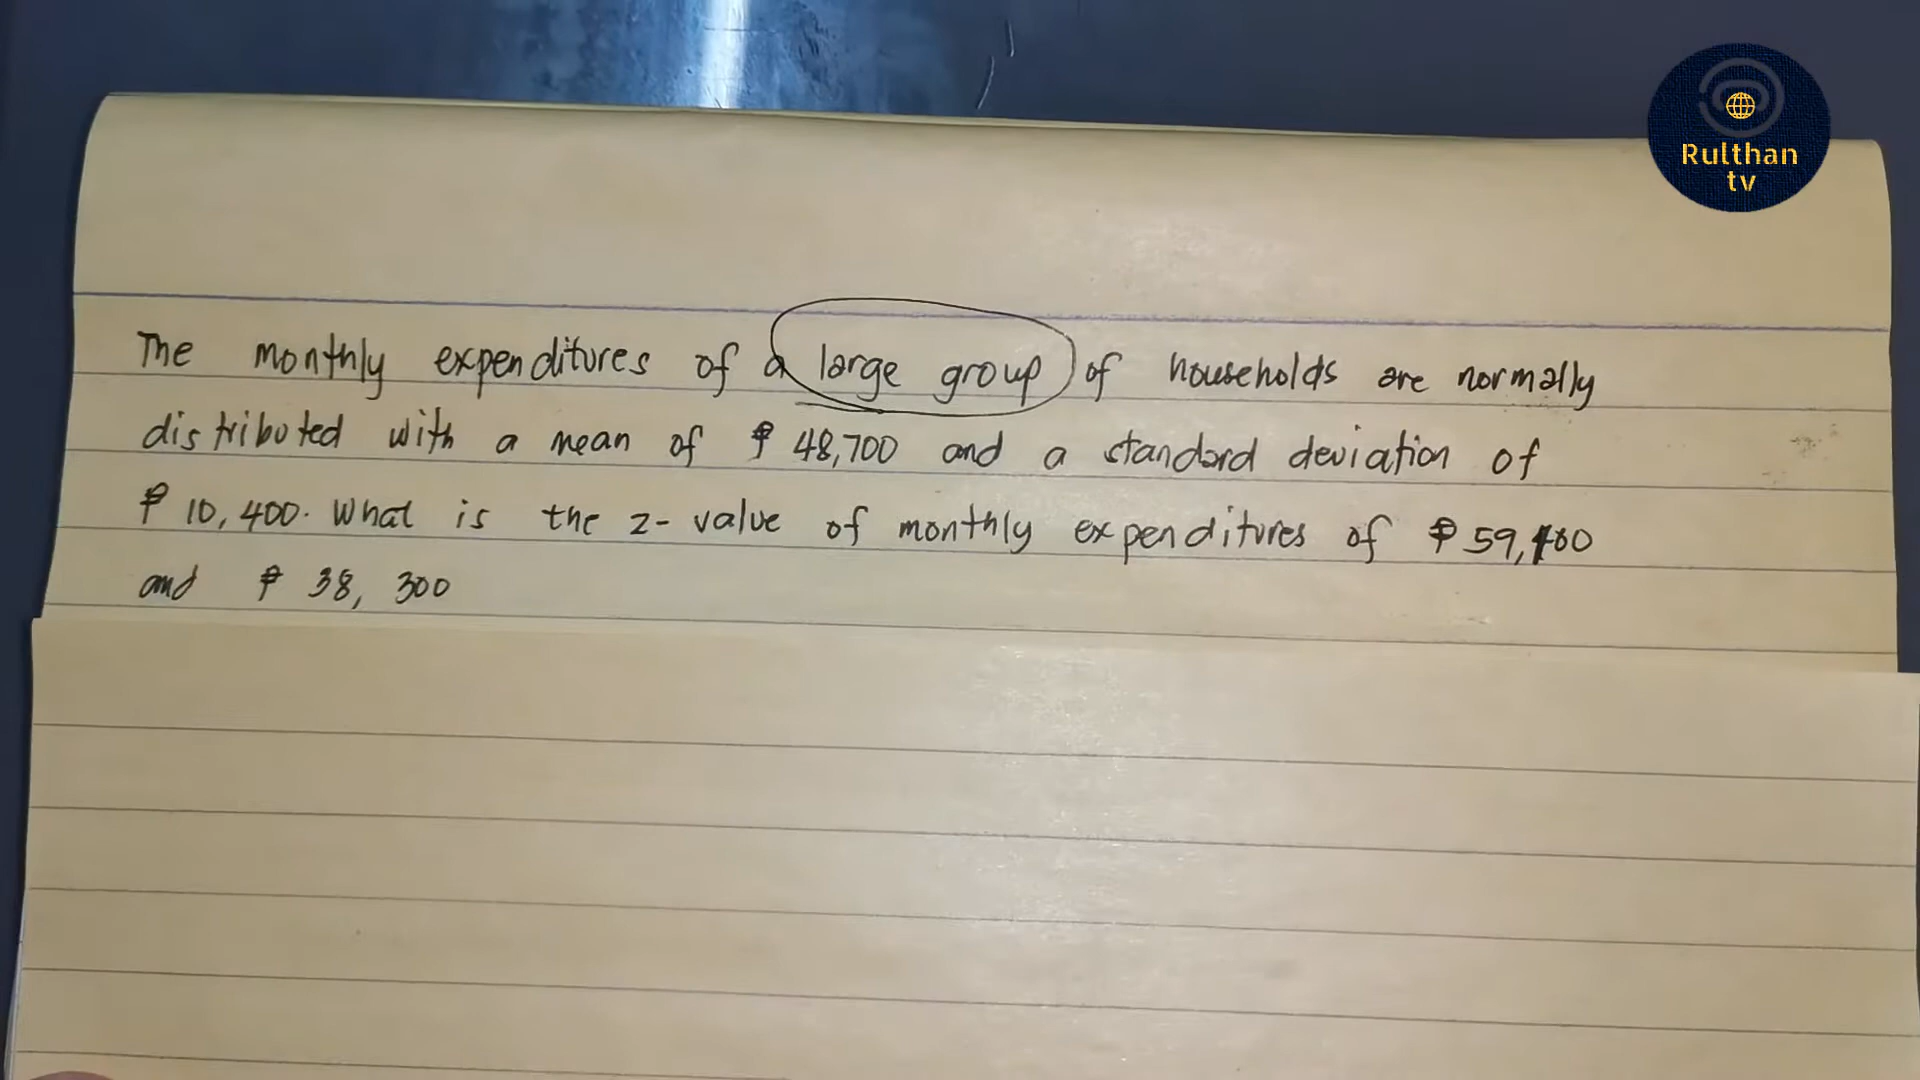 Rulthan
tv
The monthly expenditures of a large group of households are normally
distributed with a mean of ₱ 48,700 and a standard deviation of
₱ 10,400. What is the z-value of monthly expenditures of ₱ 59,100
and ₱ 38, 300